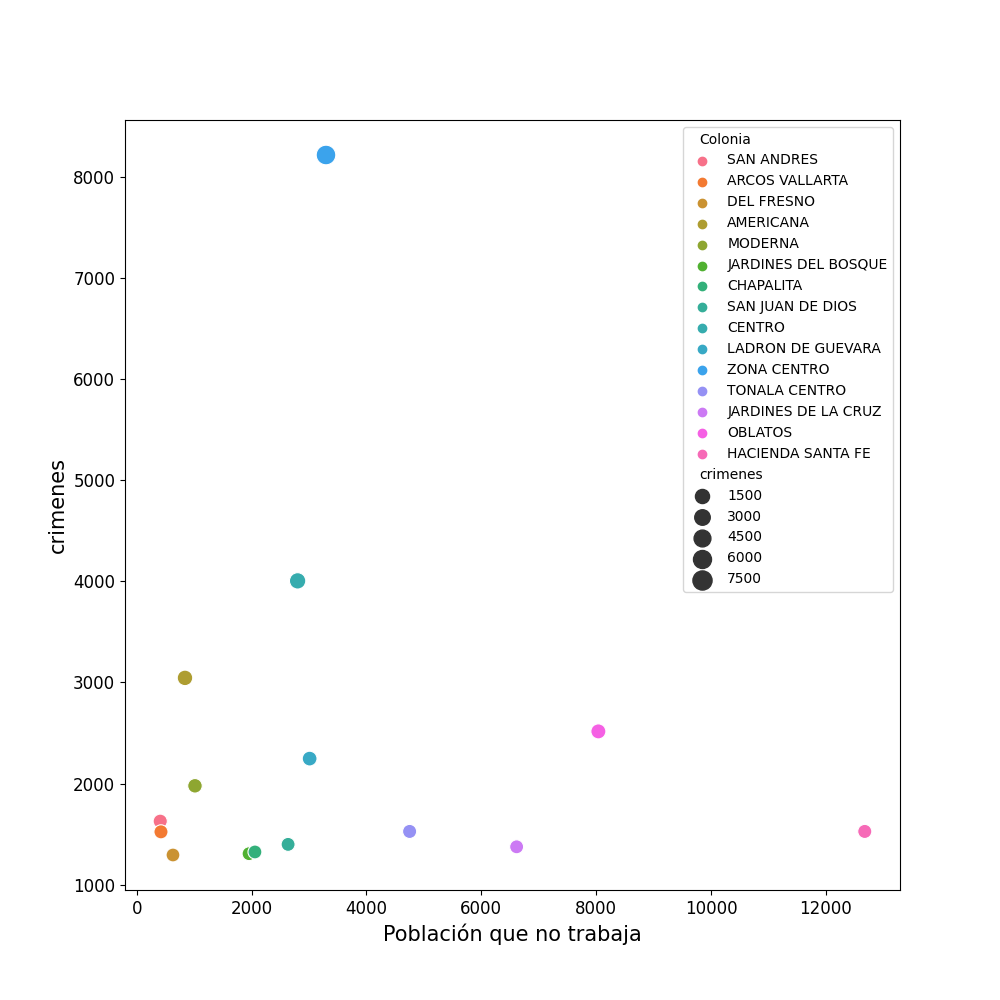 Colonia
SAN ANDRES
ARCOS VALLARTA
DEL FRESNO
AMERICANA
MODERNA
JARDINES DEL BOSQUE
CHAPALITA
SAN JUAN DE DIOS
CENTRO
LADRON DE GUEVARA
ZONA CENTRO
TONALA CENTRO
JARDINES DE LA CRUZ
OBLATOS
HACIENDA SANTA FE
crimenes
1500
3000
4500
6000
7500
8000
7000
6000
5000
4000
3000
2000
1000
crimenes
0 2000 4000 6000 8000 10000 12000
Población que no trabaja